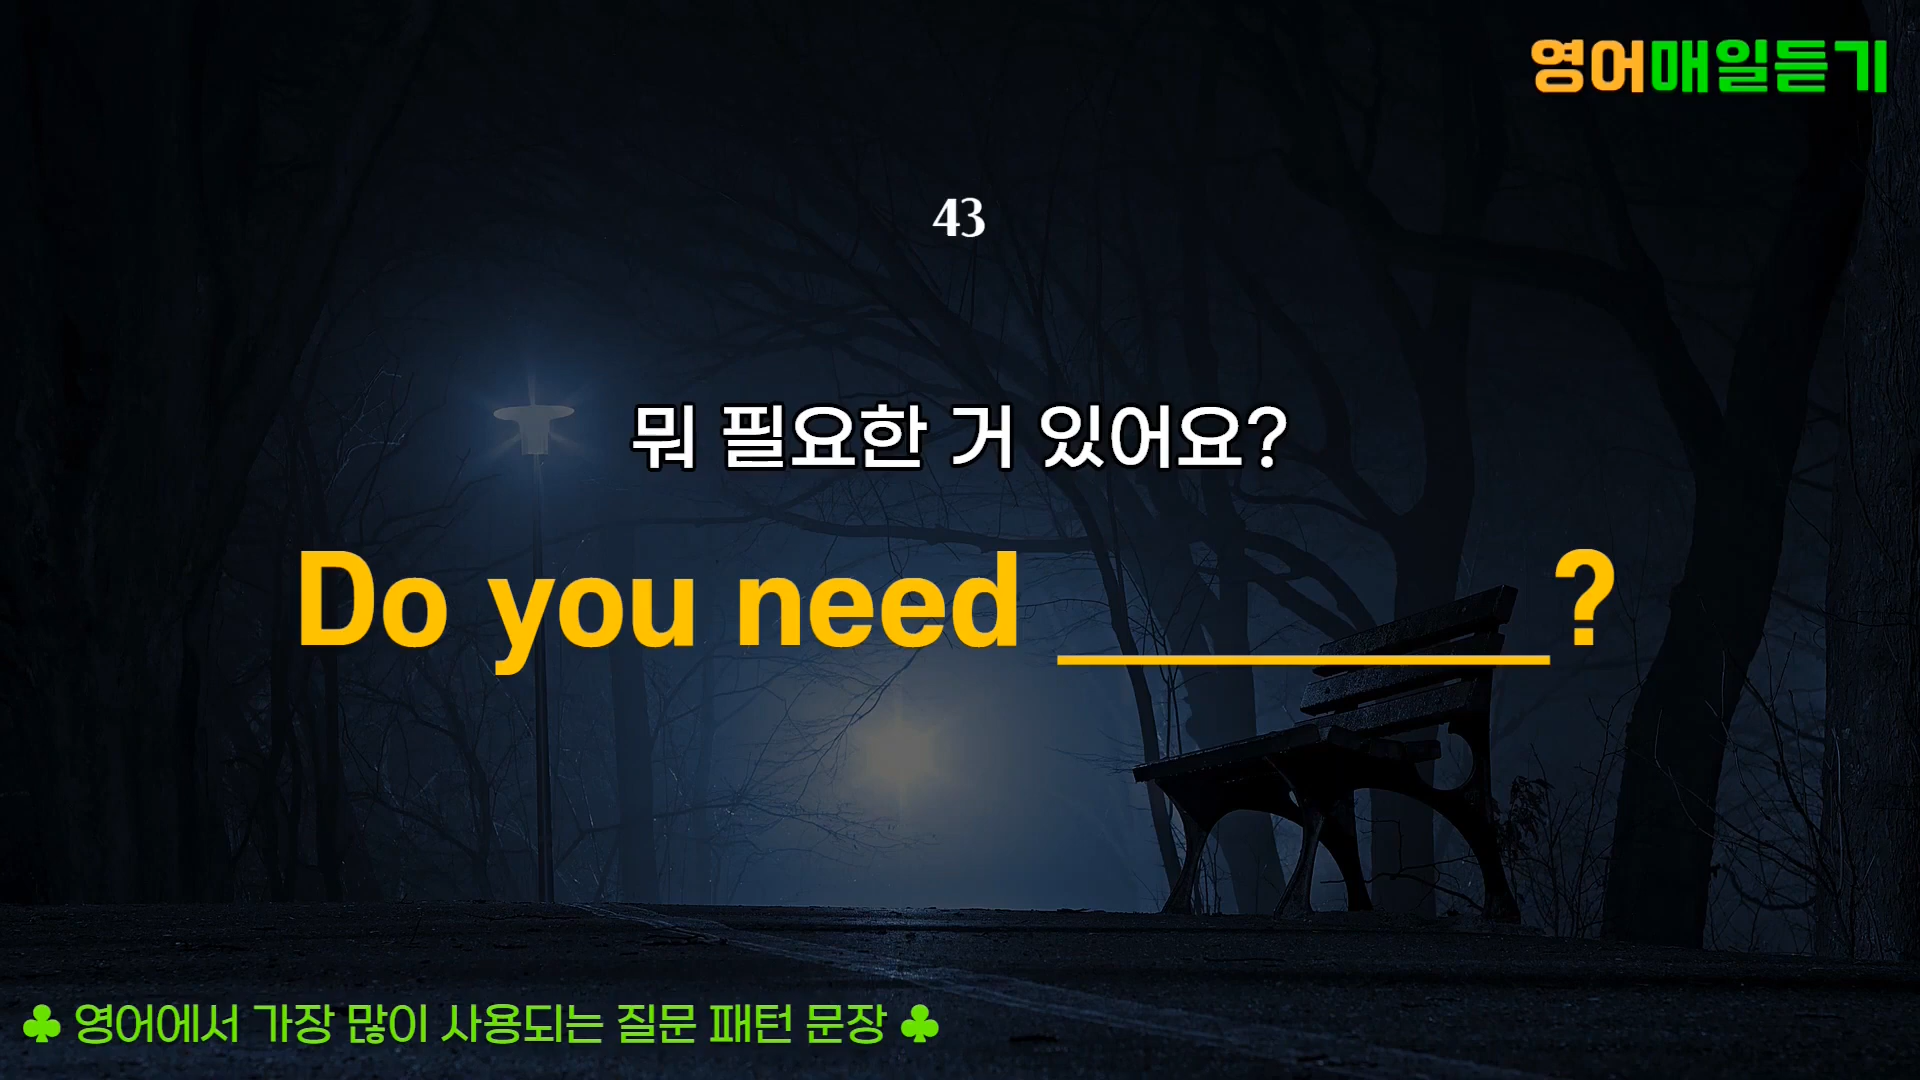 영어매일듣기
43
뭐 필요한 거 있어요?
Do you need ________?
♣ 영어에서 가장 많이 사용되는 질문 패턴 문장 ♣